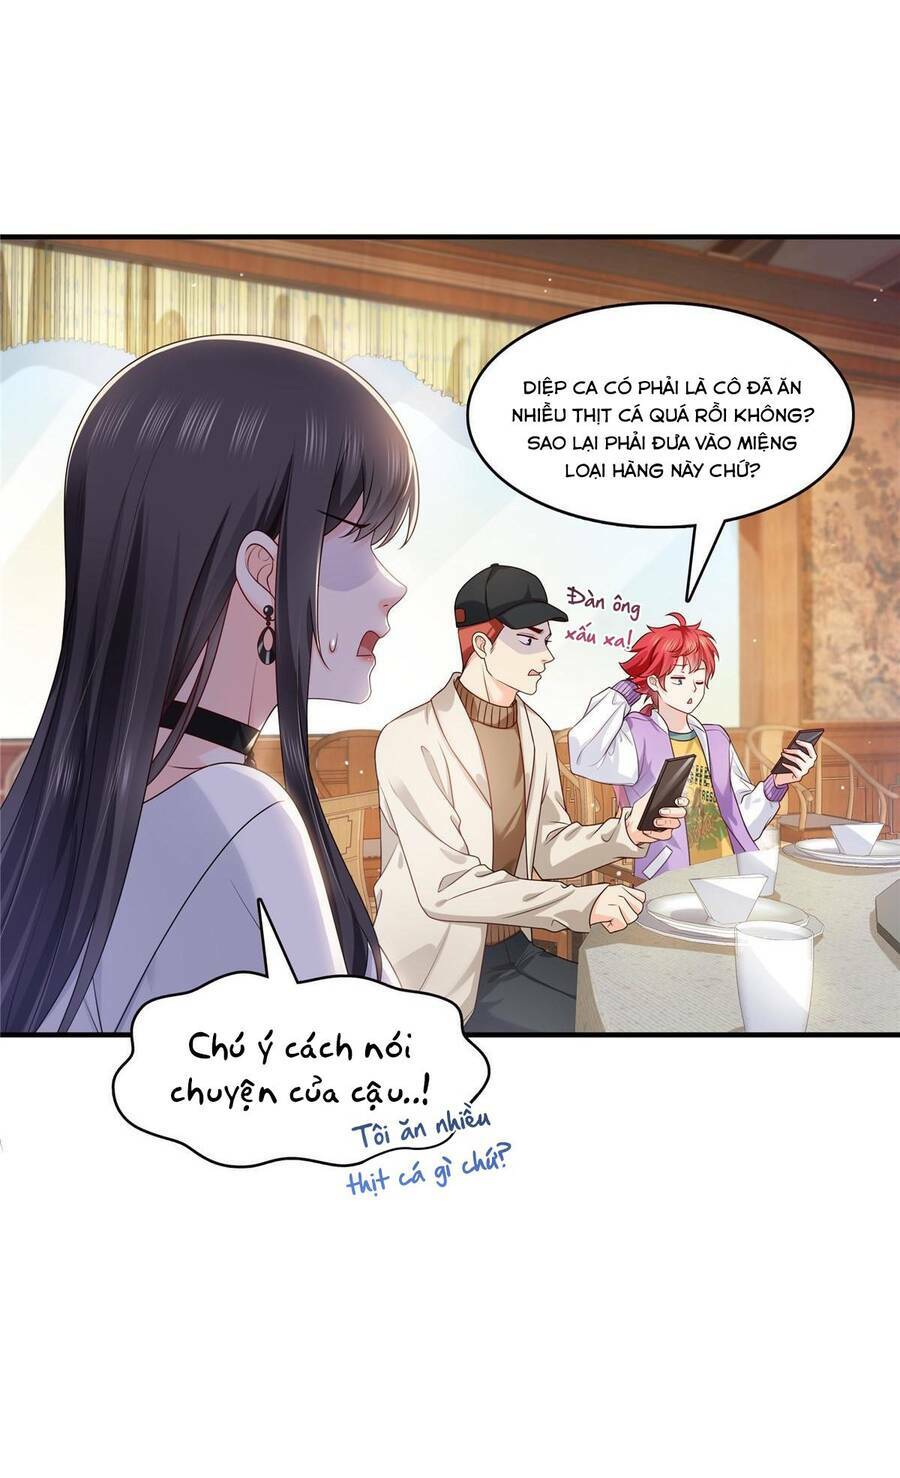 DIỆP CA CÓ PHẢI LÀ CÔ ĐÃ ĂN
NHIỀU THỊT CÁ QUÁ RỒI KHÔNG?
SAO LẠI PHẢI ĐƯA VÀO MIỆNG
LOẠI HÀNG NÀY CHỨ?
Đàn ông
xấu xa!
Chú ý cách nói
chuyện của cậu..!
Tôi ăn nhiều
thịt cá gì chứ?